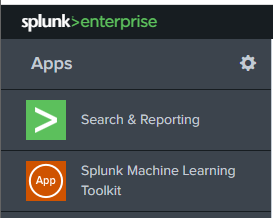 splunk>enterprise
Apps
Search & Reporting
App
Splunk Machine Learning
Toolkit